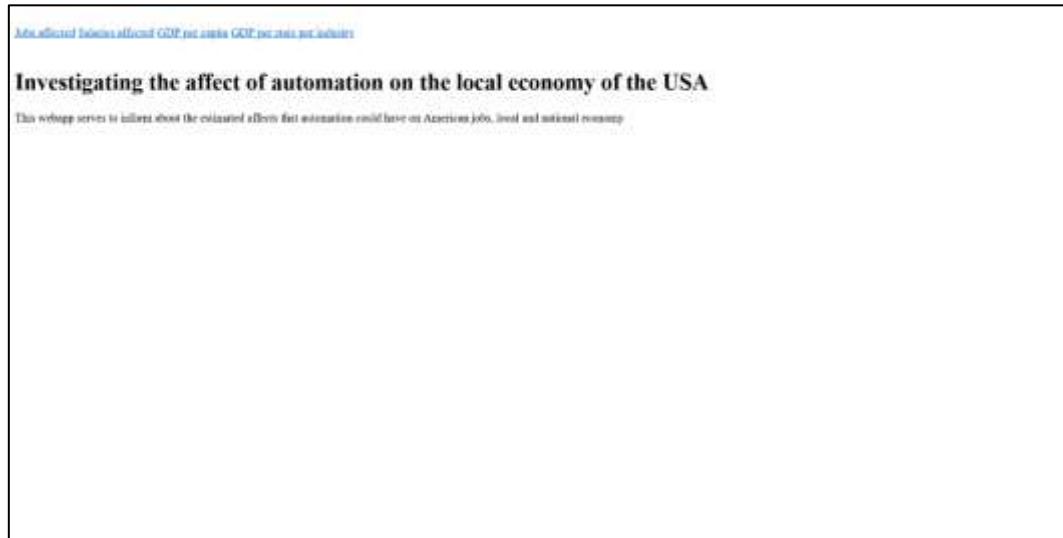 Jobs affected Salaries affected GDP per capita GDP per state per industry
Investigating the affect of automation on the local economy of the USA
This webapp serves to inform about the estimated affects that automation could have on American jobs, local and national economy